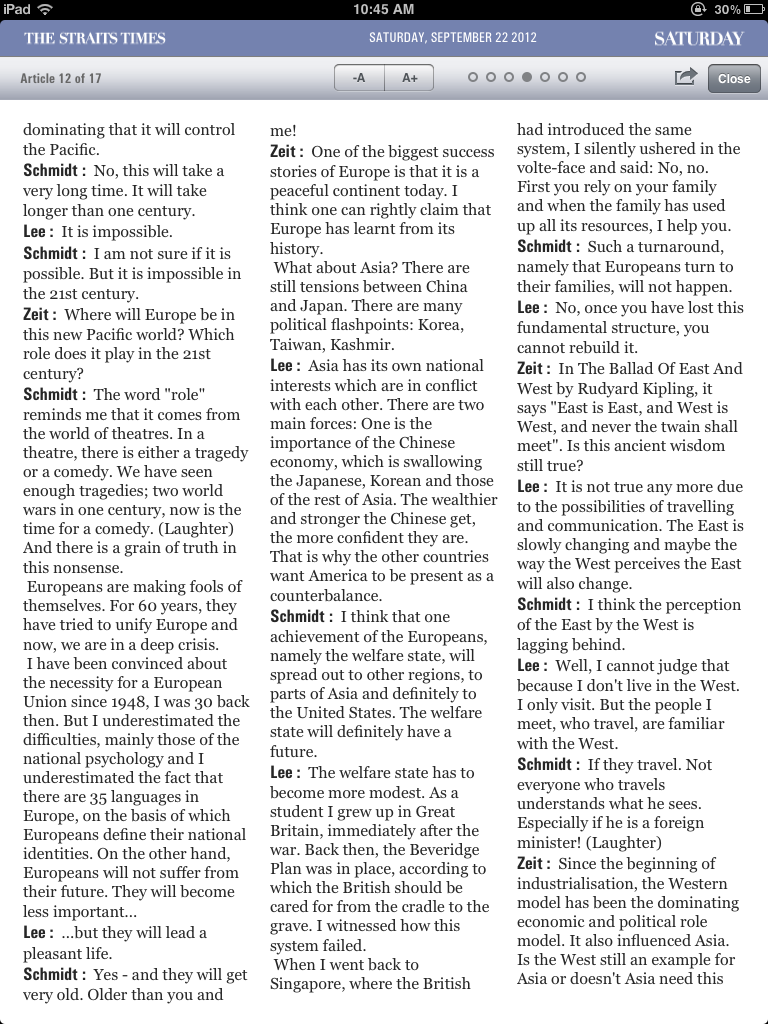 iPad
10:45 AM
30%
THE STRAITS TIMES
SATURDAY, SEPTEMBER 22 2012
SATURDAY
Article 12 of 17
-A
A+
Close
dominating that it will control
the Pacific.
Schmidt : No, this will take a
very long time. It will take
longer than one century.
Lee : It is impossible.
Schmidt : I am not sure if it is
possible. But it is impossible in
the 21st century.
Zeit : Where will Europe be in
this new Pacific world? Which
role does it play in the 21st
century?
Schmidt : The word "role"
reminds me that it comes from
the world of theatres. In a
theatre, there is either a tragedy
or a comedy. We have seen
enough tragedies; two world
wars in one century, now is the
time for a comedy. (Laughter)
And there is a grain of truth in
this nonsense.
Europeans are making fools of
themselves. For 60 years, they
have tried to unify Europe and
now, we are in a deep crisis.
I have been convinced about
the necessity for a European
Union since 1948, I was 30 back
then. But I underestimated the
difficulties, mainly those of the
national psychology and I
underestimated the fact that
there are 35 languages in
Europe, on the basis of which
Europeans define their national
identities. On the other hand,
Europeans will not suffer from
their future. They will become
less important...
Lee : ...but they will lead a
pleasant life.
Schmidt : Yes - and they will get
very old. Older than you and
me!
Zeit : One of the biggest success
stories of Europe is that it is a
peaceful continent today. I
think one can rightly claim that
Europe has learnt from its
history.
What about Asia? There are
still tensions between China
and Japan. There are many
political flashpoints: Korea,
Taiwan, Kashmir.
Lee : Asia has its own national
interests which are in conflict
with each other. There are two
main forces: One is the
importance of the Chinese
economy, which is swallowing
the Japanese, Korean and those
of the rest of Asia. The wealthier
and stronger the Chinese get,
the more confident they are.
That is why the other countries
want America to be present as a
counterbalance.
Schmidt : I think that one
achievement of the Europeans,
namely the welfare state, will
spread out to other regions, to
parts of Asia and definitely to
the United States. The welfare
state will definitely have a
future.
Lee : The welfare state has to
become more modest. As a
student I grew up in Great
Britain, immediately after the
war. Back then, the Beveridge
Plan was in place, according to
which the British should be
cared for from the cradle to the
grave. I witnessed how this
system failed.
When I went back to
Singapore, where the British
had introduced the same
system, I silently ushered in the
volte-face and said: No, no.
First you rely on your family
and when the family has used
up all its resources, I help you.
Schmidt : Such a turnaround,
namely that Europeans turn to
their families, will not happen.
Lee : No, once you have lost this
fundamental structure, you
cannot rebuild it.
Zeit : In The Ballad Of East And
West by Rudyard Kipling, it
says "East is East, and West is
West, and never the twain shall
meet". Is this ancient wisdom
still true?
Lee : It is not true any more due
to the possibilities of travelling
and communication. The East is
slowly changing and maybe the
way the West perceives the East
will also change.
Schmidt : I think the perception
of the East by the West is
lagging behind.
Lee : Well, I cannot judge that
because I don't live in the West.
I only visit. But the people I
meet, who travel, are familiar
with the West.
Schmidt : If they travel. Not
everyone who travels
understands what he sees.
Especially if he is a foreign
minister! (Laughter)
Zeit : Since the beginning of
industrialisation, the Western
model has been the dominating
economic and political role
model. It also influenced Asia.
Is the West still an example for
Asia or doesn't Asia need this